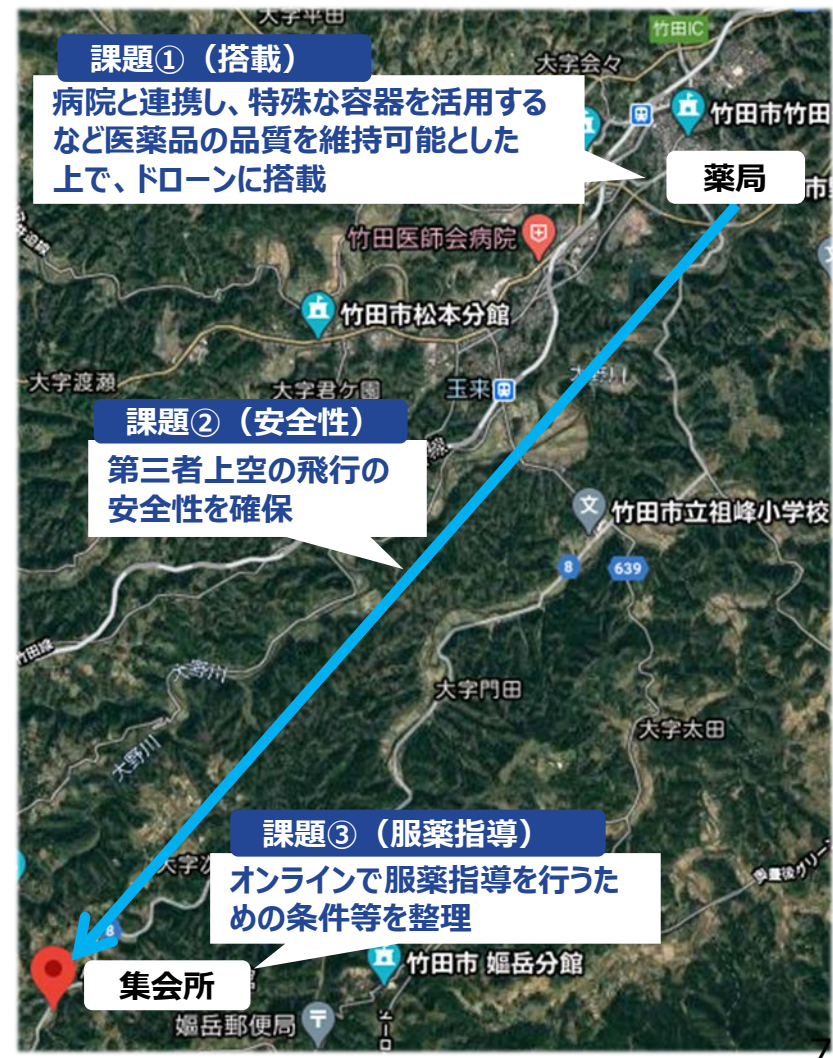 大字平田
竹田IC
課題①（搭載）
大字会々
病院と連携し、特殊な容器を活用する
など医薬品の品質を維持可能とした
上で、ドローンに搭載
竹田市竹田
薬局
市
竹田医師会病院
竹田市松本分館
大字渡瀬
大字君ケ園
玉来
大野川
課題②（安全性）
第三者上空の飛行の
安全性を確保
竹田市立祖峰小学校
8
639
大野川
大字門田
大字太田
大野川
課題③（服薬指導）
オンラインで服薬指導を行うた
めの条件等を整理
8
竹田市 嫗岳分館
集会所
嫗岳郵便局
7